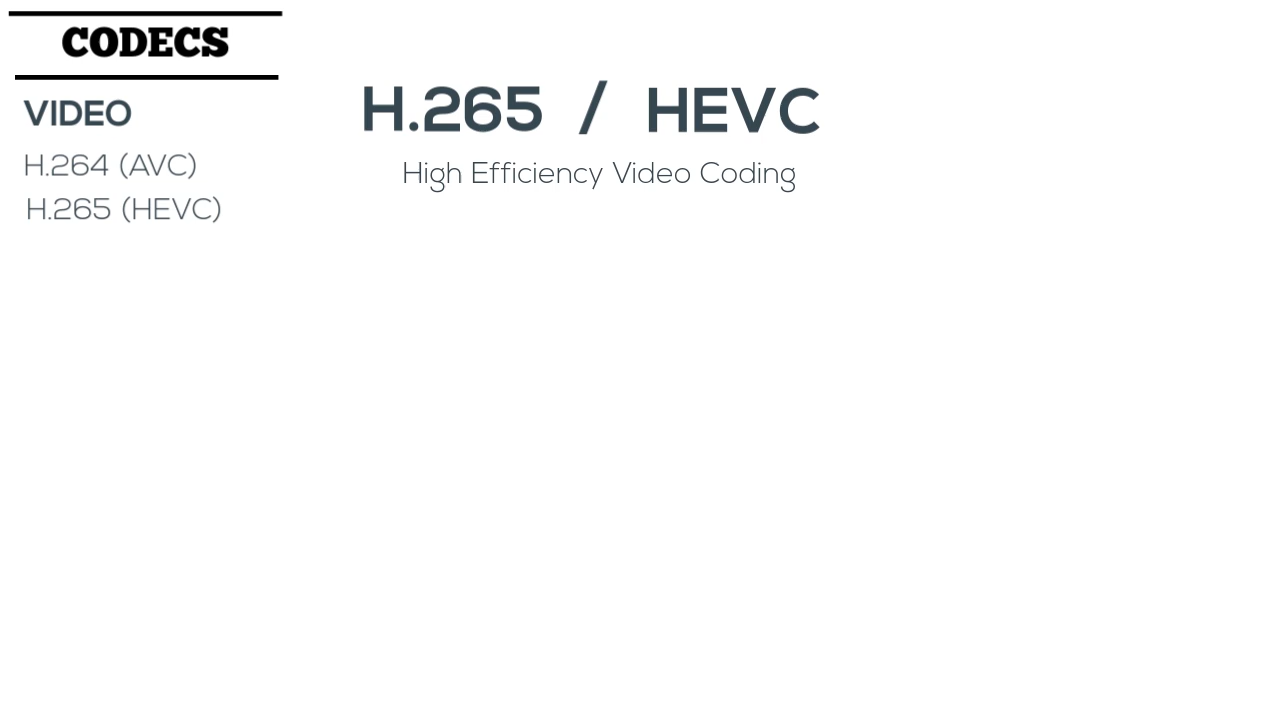 CODECS
VIDEO
H.264 (AVC)
H.265 (HEVC)
H.265 / HEVC
High Efficiency Video Coding